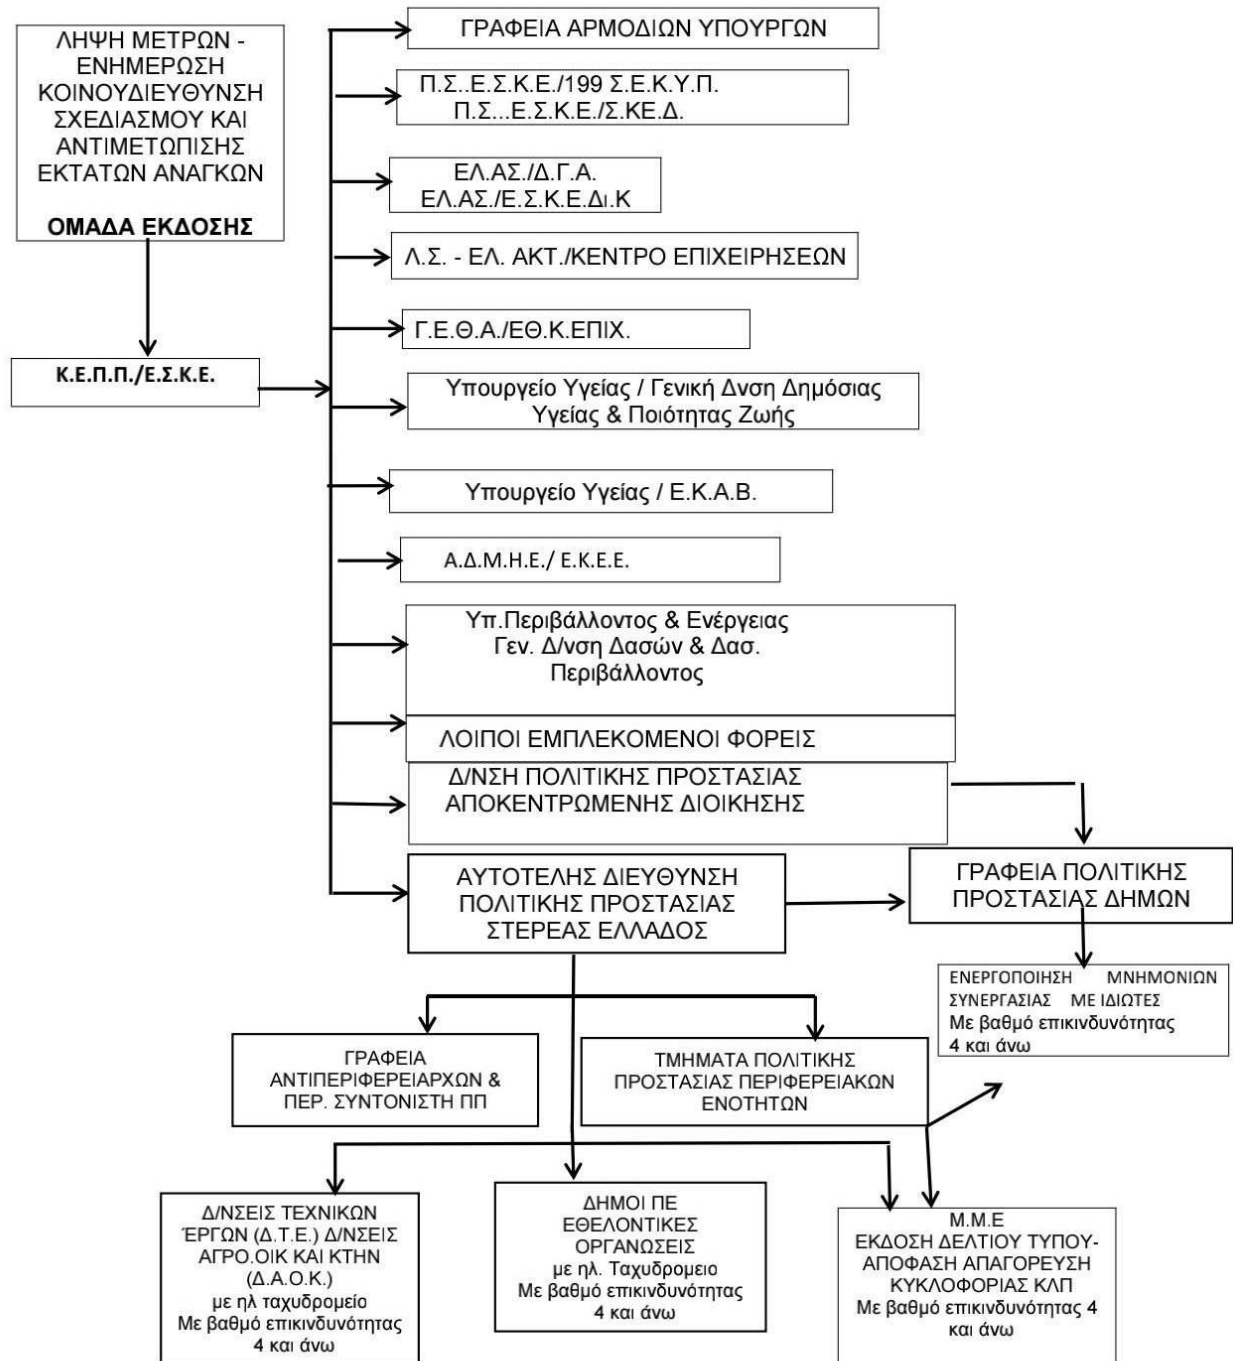 ΛΗΨΗ ΜΕΤΡΩΝ -
ΕΝΗΜΕΡΩΣΗ
ΚΟΙΝΟΥΔΙΕΥΘΥΝΣΗ
ΣΧΕΔΙΑΣΜΟΥ ΚΑΙ
ΑΝΤΙΜΕΤΩΠΙΣΗΣ
ΕΚΤΑΤΩΝ ΑΝΑΓΚΩΝ
ΟΜΑΔΑ ΕΚΔΟΣΗΣ
Κ.Ε.Π.Π./Ε.Σ.Κ.Ε.
ΓΡΑΦΕΙΑ ΑΡΜΟΔΙΩΝ ΥΠΟΥΡΓΩΝ
Π.Σ..Ε.Σ.Κ.Ε./199 Σ.Ε.Κ.Υ.Π.
Π.Σ...Ε.Σ.Κ.Ε./Σ.ΚΕ.Δ.
ΕΛ.ΑΣ./Δ.Γ.Α.
ΕΛ.ΑΣ./Ε.Σ.Κ.Ε.Δι.Κ
Λ.Σ. - ΕΛ. ΑΚΤ./ΚΕΝΤΡΟ ΕΠΙΧΕΙΡΗΣΕΩΝ
Γ.Ε.Θ.Α./ΕΘ.Κ.ΕΠΙΧ.
Υπουργείο Υγείας / Γενική Δνση Δημόσιας
Υγείας & Ποιότητας Ζωής
Υπουργείο Υγείας / Ε.Κ.Α.Β.
Α.Δ.Μ.Η.Ε./ Ε.Κ.Ε.Ε.
Υπ.Περιβάλλοντος & Ενέργειας
Γεν. Δ/νση Δασών & Δασ.
Περιβάλλοντος
ΛΟΙΠΟΙ ΕΜΠΛΕΚΟΜΕΝΟΙ ΦΟΡΕΙΣ
Δ/ΝΣΗ ΠΟΛΙΤΙΚΗΣ ΠΡΟΣΤΑΣΙΑΣ
ΑΠΟΚΕΝΤΡΩΜΕΝΗΣ ΔΙΟΙΚΗΣΗΣ
ΑΥΤΟΤΕΛΗΣ ΔΙΕΥΘΥΝΣΗ
ΠΟΛΙΤΙΚΗΣ ΠΡΟΣΤΑΣΙΑΣ
ΣΤΕΡΕΑΣ ΕΛΛΑΔΟΣ
ΓΡΑΦΕΙΑ ΠΟΛΙΤΙΚΗΣ
ΠΡΟΣΤΑΣΙΑΣ ΔΗΜΩΝ
ΕΝΕΡΓΟΠΟΙΗΣΗ ΜΝΗΜΟΝΙΩΝ
ΣΥΝΕΡΓΑΣΙΑΣ ΜΕ ΙΔΙΩΤΕΣ
Με βαθμό επικινδυνότητας
4 και άνω
ΓΡΑΦΕΙΑ
ΑΝΤΙΠΕΡΙΦΕΡΕΙΑΡΧΩΝ &
ΠΕΡ. ΣΥΝΤΟΝΙΣΤΗ ΠΠ
ΤΜΗΜΑΤΑ ΠΟΛΙΤΙΚΗΣ
ΠΡΟΣΤΑΣΙΑΣ ΠΕΡΙΦΕΡΕΙΑΚΩΝ
ΕΝΟΤΗΤΩΝ
Δ/ΝΣΕΙΣ ΤΕΧΝΙΚΩΝ
ΈΡΓΩΝ (Δ.Τ.Ε.) Δ/ΝΣΕΙΣ
ΑΓΡΟ.ΟΙΚ ΚΑΙ ΚΤΗΝ
(Δ.Α.Ο.Κ.)
με ηλ ταχυδρομείο
Με βαθμό επικινδυνότητας
4 και άνω
ΔΗΜΟΙ ΠΕ
ΕΘΕΛΟΝΤΙΚΕΣ
ΟΡΓΑΝΩΣΕΙΣ
με ηλ. Ταχυδρομειο
Με βαθμό επικινδυνότητας
4 και άνω
Μ.Μ.Ε
ΕΚΔΟΣΗ ΔΕΛΤΙΟΥ ΤΥΠΟΥ-
ΑΠΟΦΑΣΗ ΑΠΑΓΟΡΕΥΣΗ
ΚΥΚΛΟΦΟΡΙΑΣ ΚΛΠ
Με βαθμό επικινδυνότητας 4
και άνω